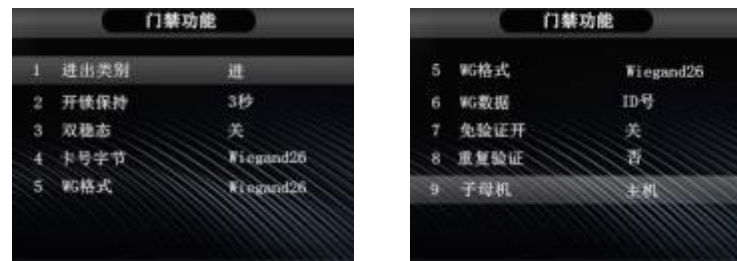 门禁功能
1 进出类别 进
2 开锁保持 3秒
3 双稳态 关
4 卡号字节 Wiegand26
5 WG格式 Wiegand26
门禁功能
5 WG格式 Wiegand26
6 WG数据 ID号
7 免验证开 关
8 重复验证 否
9 子母机 主机